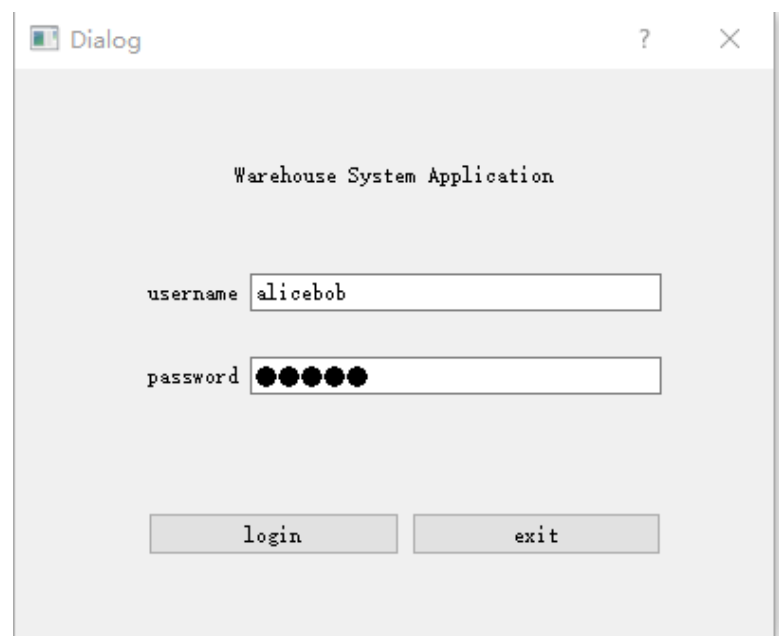 Dialog ?
Warehouse System Application
username alicebob
password ●●●●●
login exit